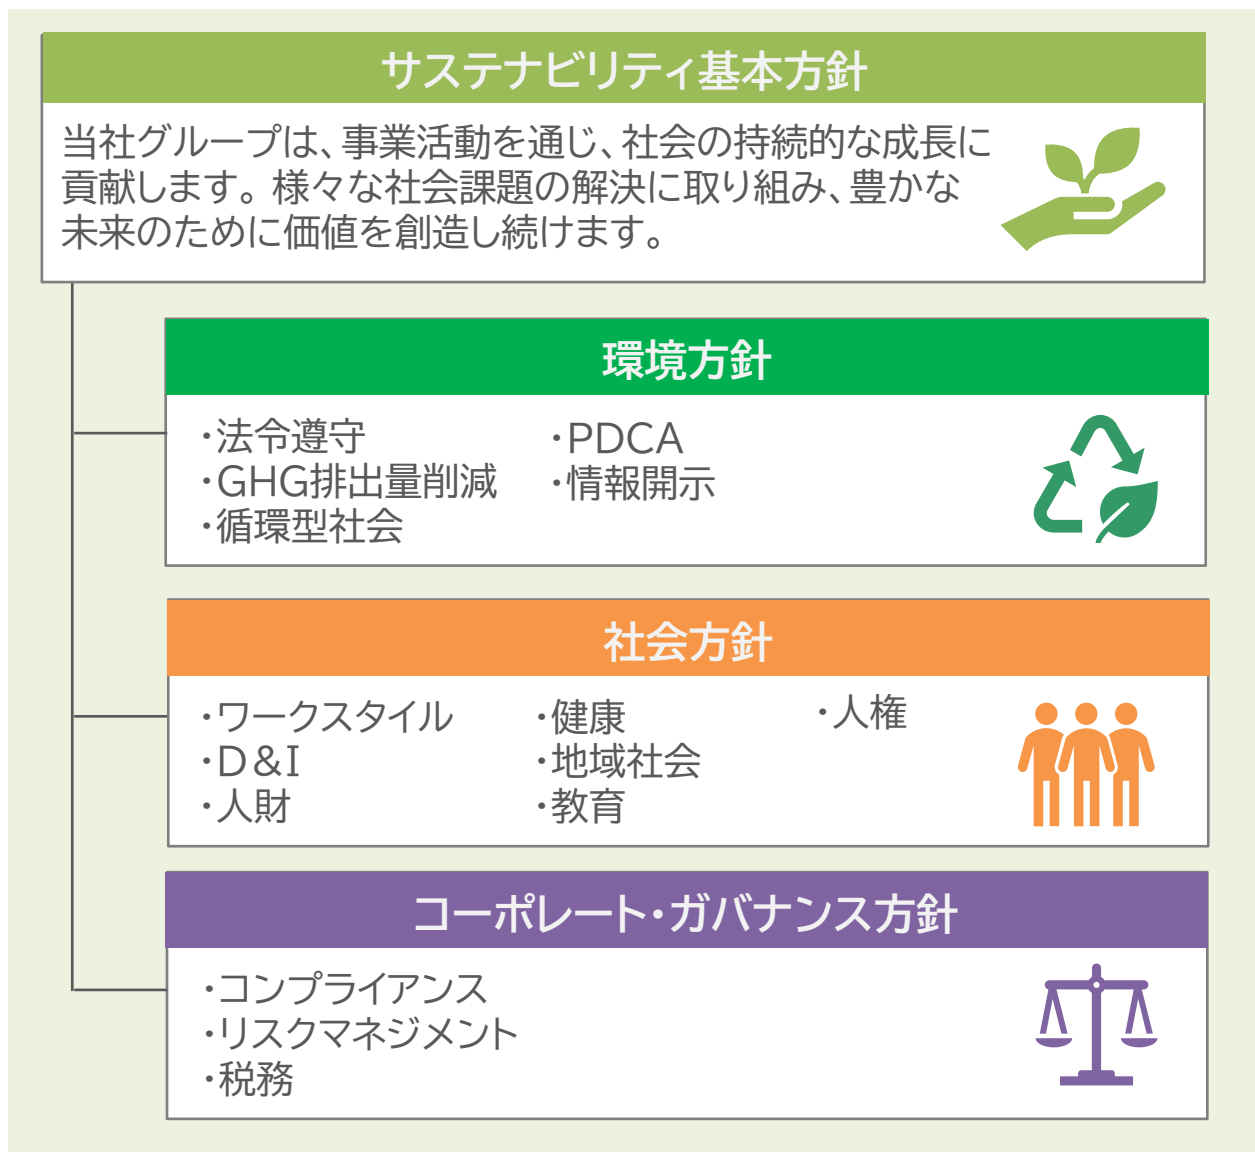 サステナビリティ基本方針
当社グループは、事業活動を通じ、社会の持続的な成長に
貢献します。様々な社会課題の解決に取り組み、豊かな
未来のために価値を創造し続けます。
環境方針
・法令遵守
・GHG排出量削減
・循環型社会
・PDCA
・情報開示
社会方針
・ワークスタイル
・D&I
・人財
・健康
・地域社会
・教育
・人権
コーポレート・ガバナンス方針
・コンプライアンス
・リスクマネジメント
・税務